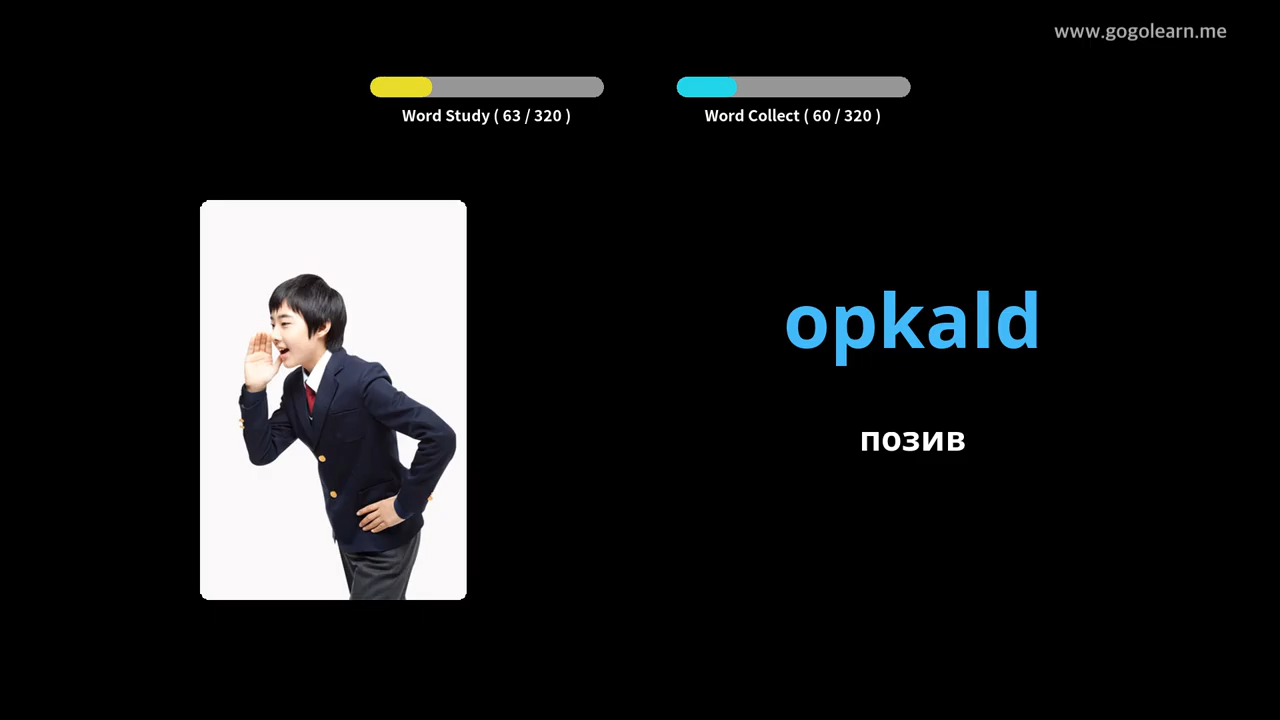 www.gogolearn.me
Word Study ( 63 / 320 )
Word Collect ( 60 / 320 )
opkald
позив